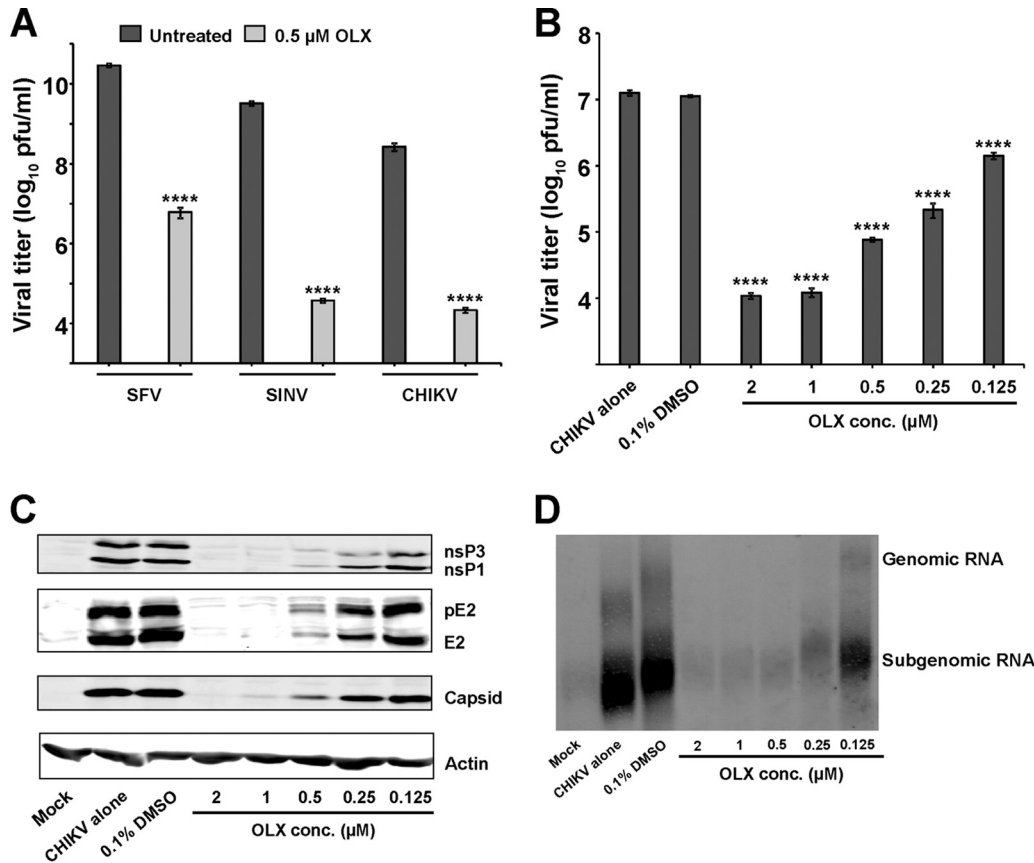 A
Untreated 0.5 µM OLX
Viral titer (log10 pfu/ml)
10
8
6
4
****
****
****
SFV SINV CHIKV
B
Viral titer (log10 pfu/ml)
7
6
5
4
****
****
****
****
****
CHIKV alone
0.1% DMSO
2 1 0.5 0.25 0.125
OLX conc. (µM)
C
nsP3
nsP1
pE2
E2
Capsid
Actin
Mock
CHIKV alone
0.1% DMSO
2 1 0.5 0.25 0.125
OLX conc. (µM)
D
Genomic RNA
Subgenomic RNA
Mock
CHIKV alone
0.1% DMSO
2 1 0.5 0.25 0.125
OLX conc. (µM)